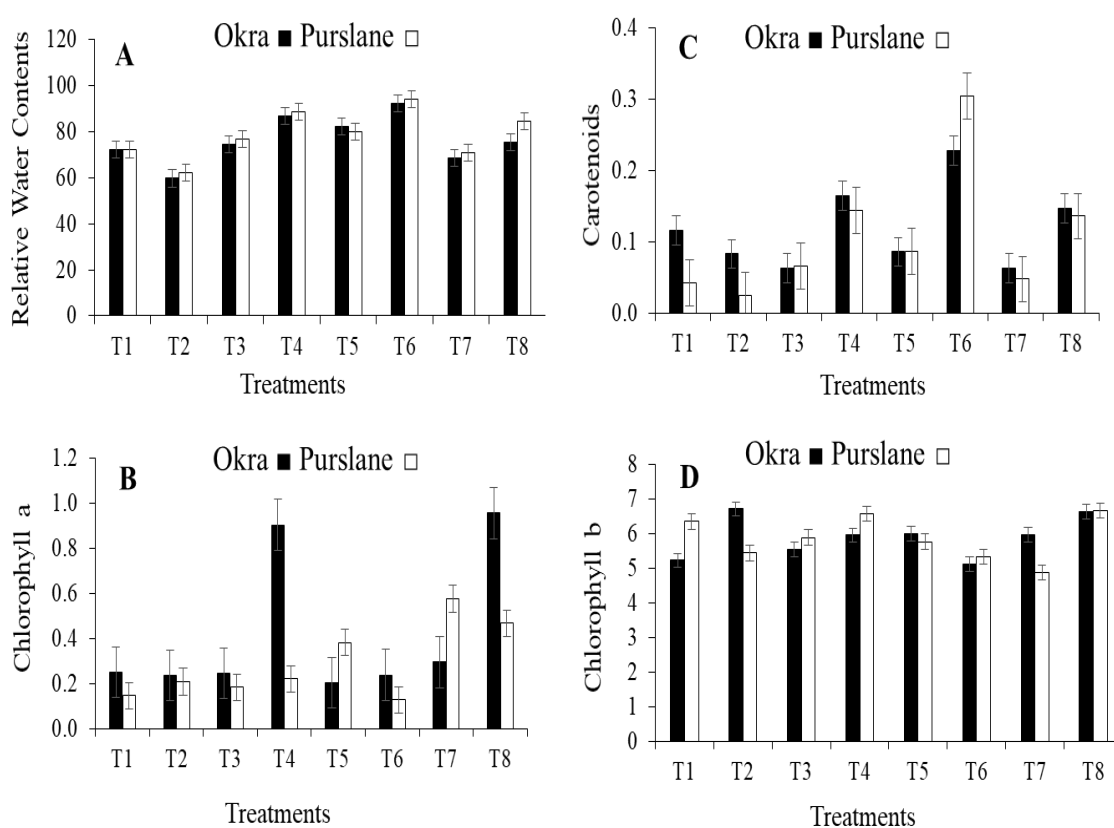 Okra Purslane
A
Relative Water Contents
120
100
80
60
40
20
0
T1 T2 T3 T4 T5 T6 T7 T8
Treatments
Okra Purslane
C
Carotenoids
0.4
0.3
0.2
0.1
0.0
T1 T2 T3 T4 T5 T6 T7 T8
Treatments
Okra Purslane
B
Chlorophyll a
1.2
1.0
0.8
0.6
0.4
0.2
0.0
T1 T2 T3 T4 T5 T6 T7 T8
Treatments
Okra Purslane
D
Chlorophyll b
8
7
6
5
4
3
2
1
0
T1 T2 T3 T4 T5 T6 T7 T8
Treatments